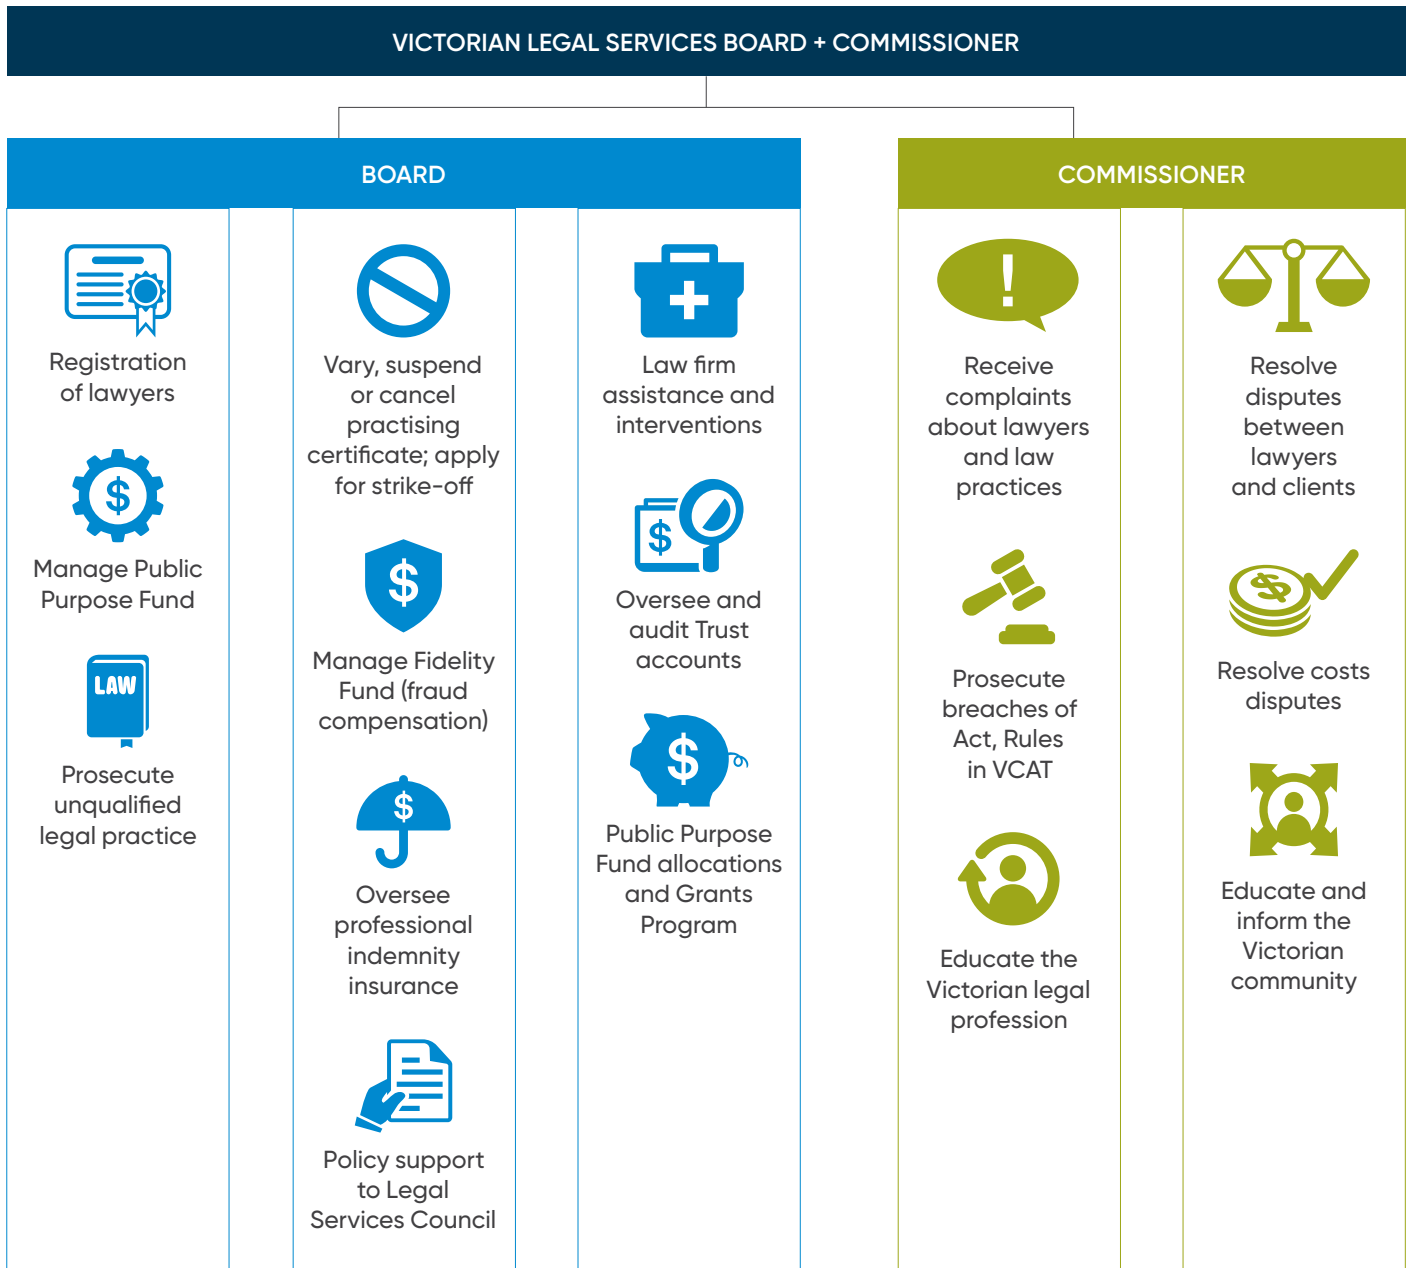 VICTORIAN LEGAL SERVICES BOARD + COMMISSIONER
BOARD
Registration
of lawyers
$
Manage Public
Purpose Fund
LAW
Prosecute
unqualified
legal practice
Vary, suspend
or cancel
practising
certificate; apply
for strike-off
$
Manage Fidelity
Fund (fraud
compensation)
$
Oversee
professional
indemnity
insurance
Policy support
to Legal
Services Council
Law firm
assistance and
interventions
$
Oversee and
audit Trust
accounts
$
Public Purpose
Fund allocations
and Grants
Program
COMMISSIONER
!
Receive
complaints
about lawyers
and law
practices
Prosecute
breaches of
Act, Rules
in VCAT
Educate the
Victorian legal
profession
Resolve
disputes
between
lawyers
and clients
$
Resolve costs
disputes
Educate and
inform the
Victorian
community